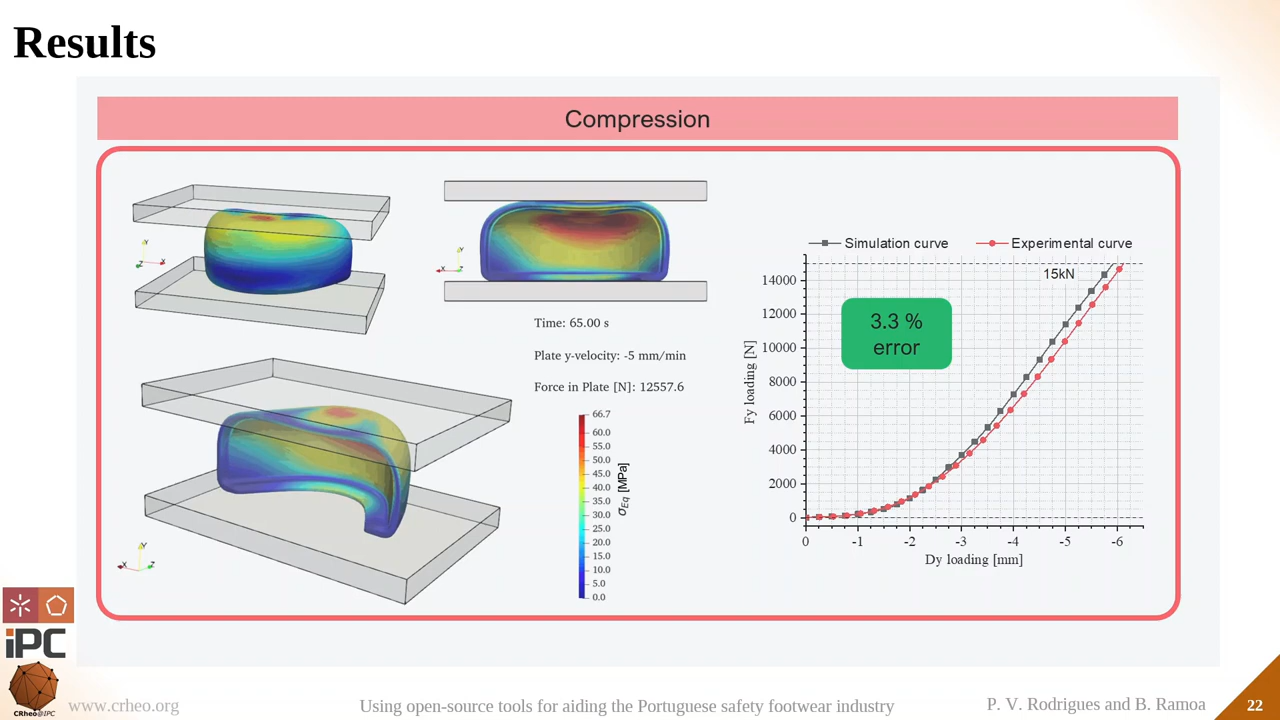 Results
Compression
Time: 65.00 s
Plate y-velocity: -5 mm/min
Force in Plate [N]: 12557.6
66.7
60.0
55.0
50.0
45.0
40.0
35.0
30.0
25.0
20.0
15.0
10.0
5.0
0.0
σEq [MPa]
Simulation curve
Experimental curve
15kN
3.3 %
error
Fy loading [N]
14000
12000
10000
8000
6000
4000
2000
0
0 -1 -2 -3 -4 -5 -6
Dy loading [mm]
iPC
CRheo@IPC
www.crheo.org
Using open-source tools for aiding the Portuguese safety footwear industry
P. V. Rodrigues and B. Ramoa
22